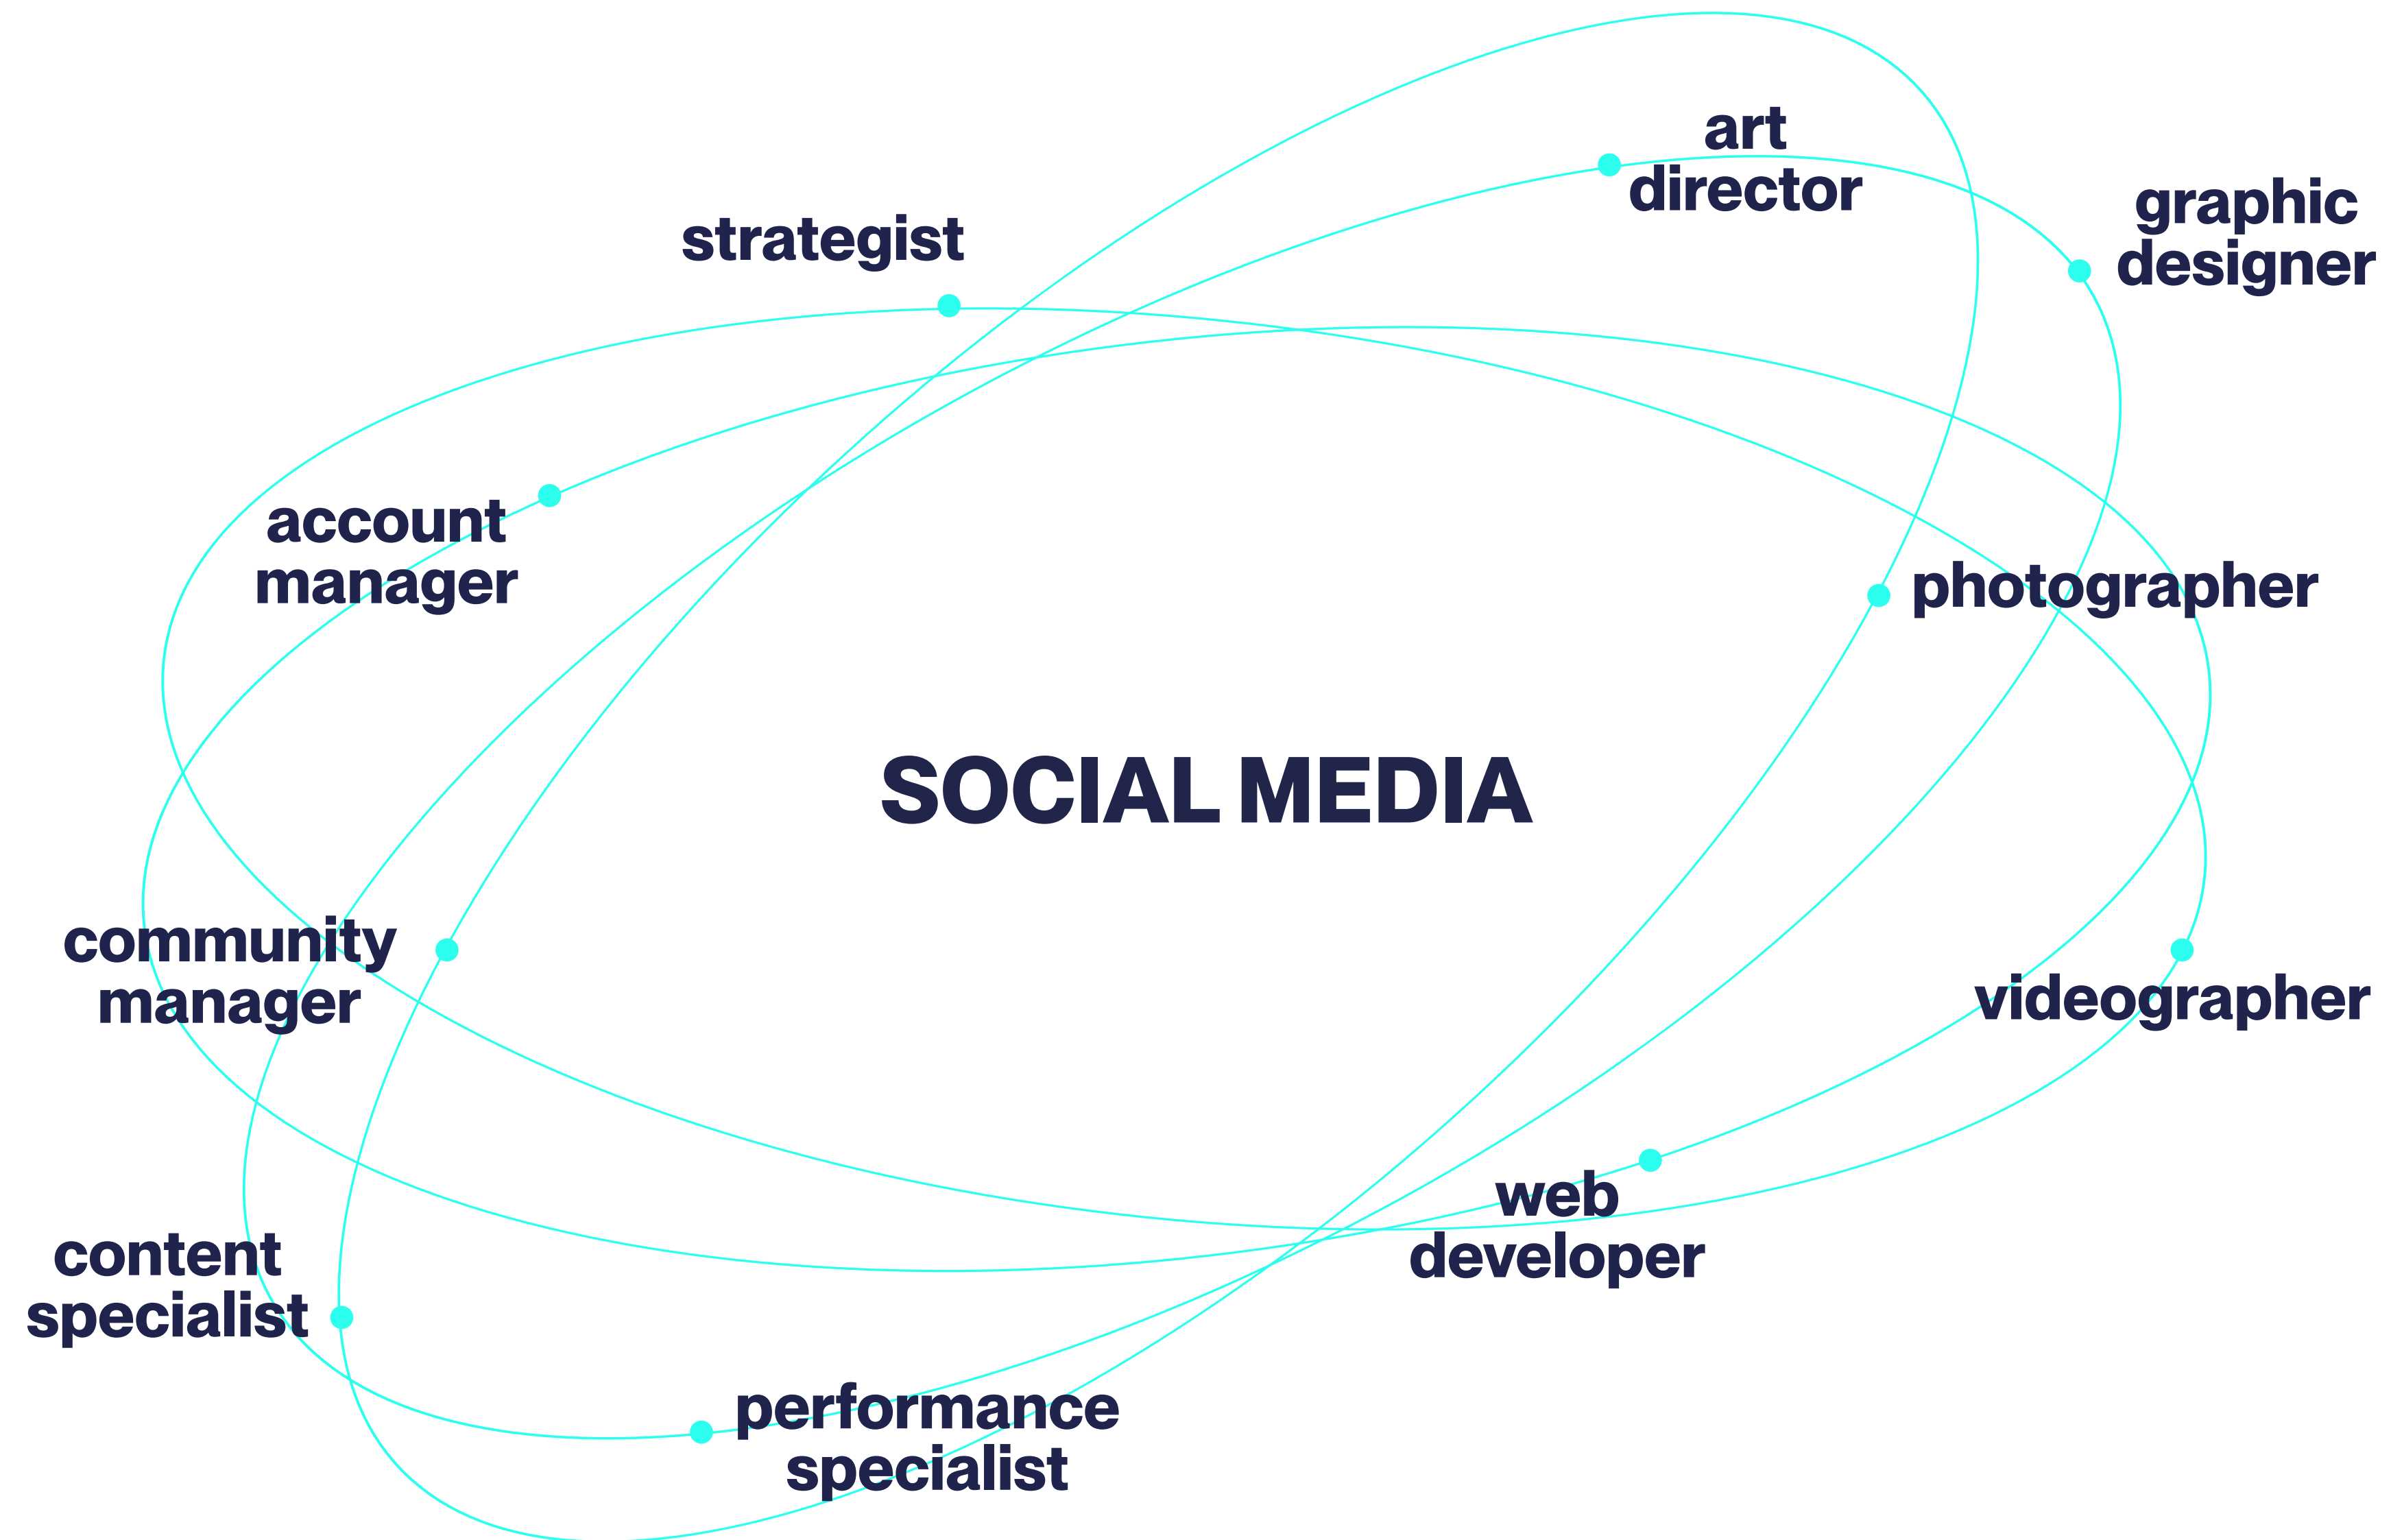 art
director
graphic
designer
strategist
account
manager
photographer
SOCIAL MEDIA
community
manager
videographer
web
developer
content
specialist
performance
specialist